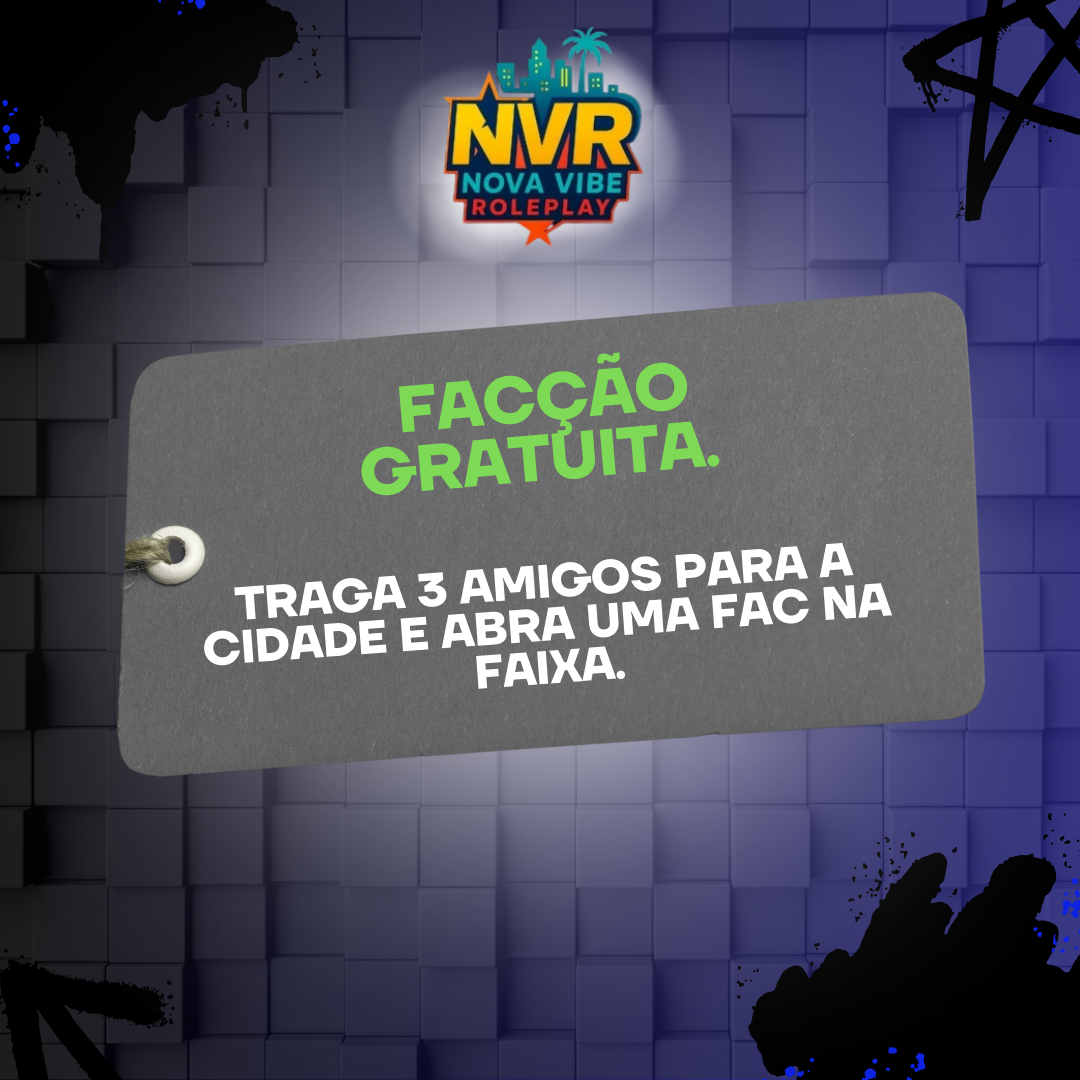 NVR
NOVA VIBE
ROLEPLAY
FACÇÃO
GRATUITA.
TRAGA 3 AMIGOS PARA A
CIDADE E ABRA UMA FAC NA
FAIXA.